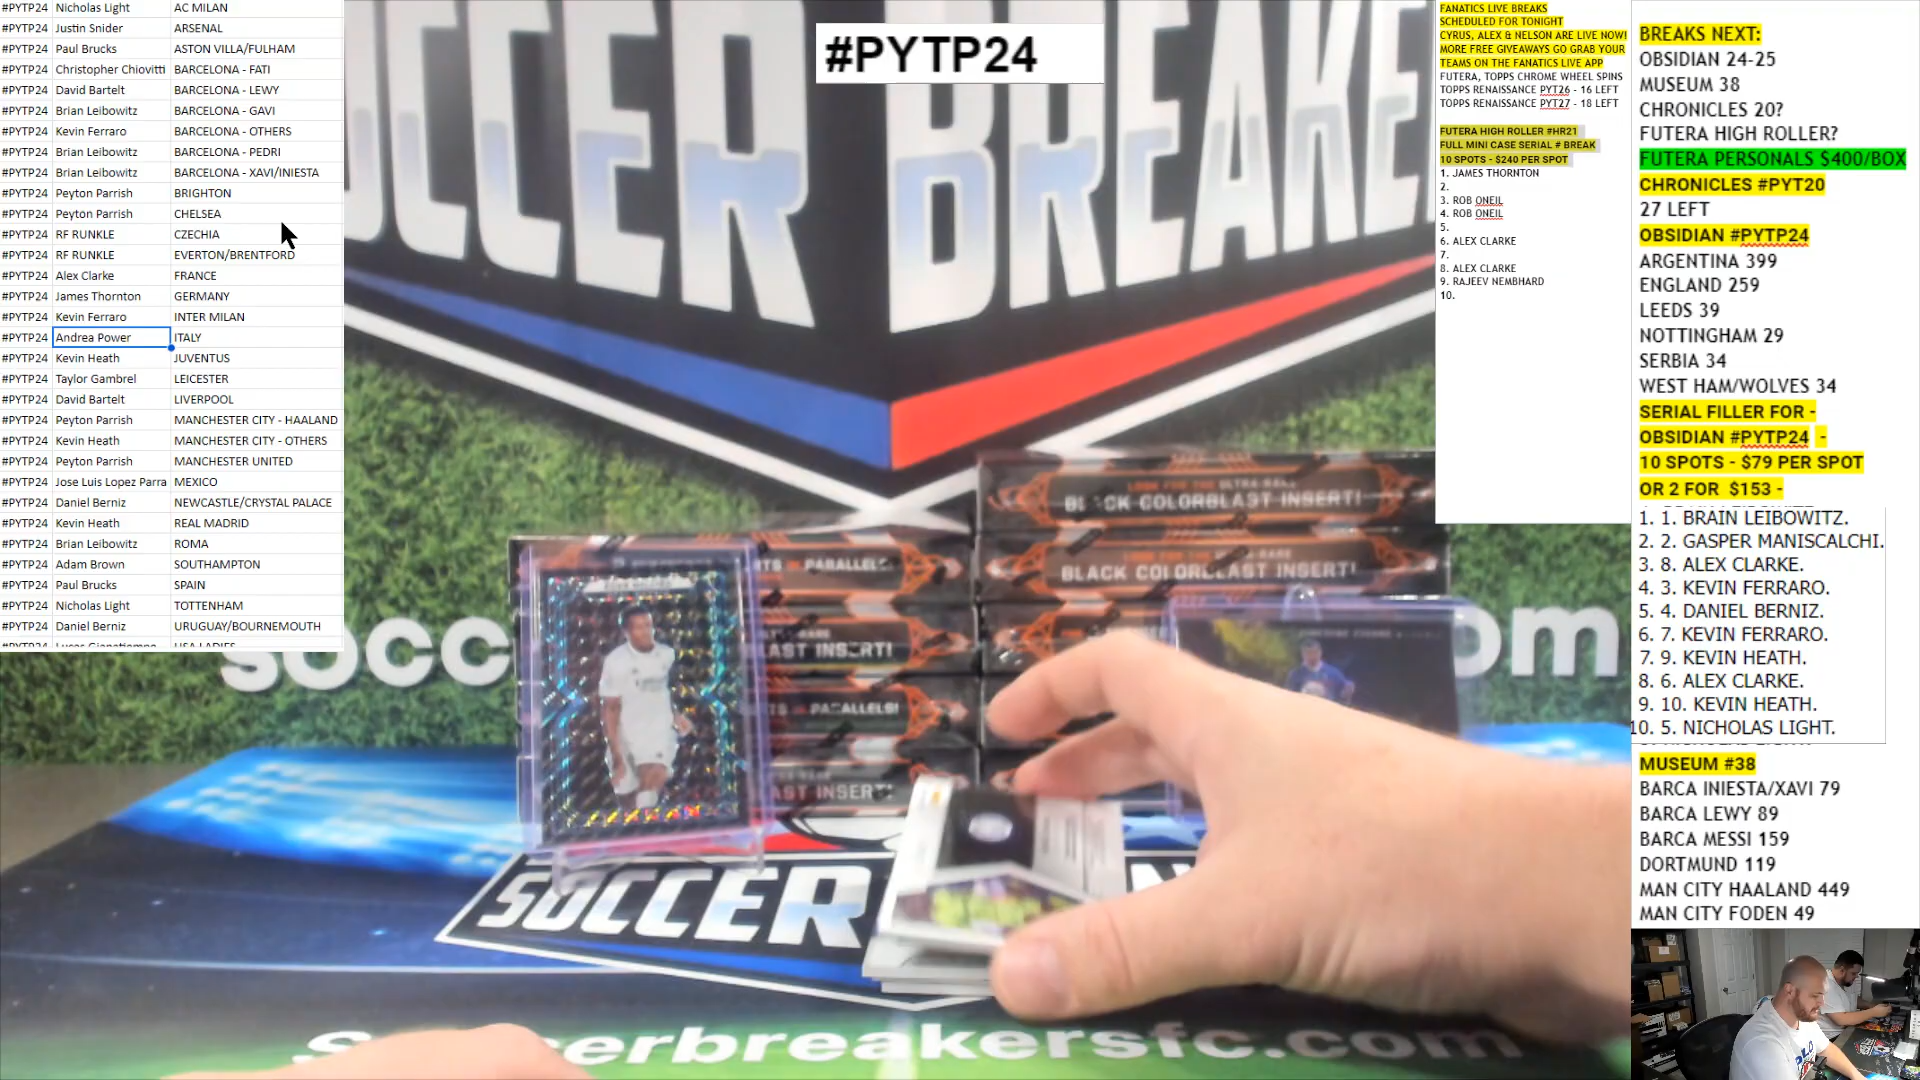 #PYTP24 Nicholas Light AC MILAN
#PYTP24 Justin Snider ARSENAL
#PYTP24 Paul Brucks ASTON VILLA/FULHAM
#PYTP24 Christopher Chiovitti BARCELONA - FATI
#PYTP24 David Bartelt BARCELONA - LEWY
#PYTP24 Brian Leibowitz BARCELONA - GAVI
#PYTP24 Kevin Ferraro BARCELONA - OTHERS
#PYTP24 Brian Leibowitz BARCELONA - PEDRI
#PYTP24 Brian Leibowitz BARCELONA - XAVI/INIESTA
#PYTP24 Peyton Parrish BRIGHTON
#PYTP24 Peyton Parrish CHELSEA
#PYTP24 RF RUNKLE CZECHIA
#PYTP24 RF RUNKLE EVERTON/BRENTFORD
#PYTP24 Alex Clarke FRANCE
#PYTP24 James Thornton GERMANY
#PYTP24 Kevin Ferraro INTER MILAN
#PYTP24 Andrea Power ITALY
#PYTP24 Kevin Heath JUVENTUS
#PYTP24 Taylor Gambrel LEICESTER
#PYTP24 David Bartelt LIVERPOOL
#PYTP24 Peyton Parrish MANCHESTER CITY - HAALAND
#PYTP24 Kevin Heath MANCHESTER CITY - OTHERS
#PYTP24 Peyton Parrish MANCHESTER UNITED
#PYTP24 Jose Luis Lopez Parra MEXICO
#PYTP24 Daniel Berniz NEWCASTLE/CRYSTAL PALACE
#PYTP24 Kevin Heath REAL MADRID
#PYTP24 Brian Leibowitz ROMA
#PYTP24 Adam Brown SOUTHAMPTON
#PYTP24 Paul Brucks SPAIN
#PYTP24 Nicholas Light TOTTENHAM
#PYTP24 Daniel Berniz URUGUAY/BOURNEMOUTH
#PYTP24
OCCER BREAKE
BLACK COLORBLAST INSERT!
BLACK COLORBLAST INSERT!
PARALLELS
AST INSERT!
PARALLELS!
AST INSERT!
socc
om
SOCCER
Soccerbreakersfc.com
FANATICS LIVE BREAKS
SCHEDULED FOR TONIGHT
CYRUS, ALEX & NELSON ARE LIVE NOW!
MORE FREE GIVEAWAYS GO GRAB YOUR
TEAMS ON THE FANATICS LIVE APP
FUTERA, TOPPS CHROME WHEEL SPINS
TOPPS RENAISSANCE PYT26 - 16 LEFT
TOPPS RENAISSANCE PYT27 - 18 LEFT
FUTERA HIGH ROLLER #HR21
FULL MINI CASE SERIAL # BREAK
10 SPOTS - $240 PER SPOT
1. JAMES THORNTON
2.
3. ROB ONEIL
4. ROB ONEIL
5.
6. ALEX CLARKE
7.
8. ALEX CLARKE
9. RAJEEV NEMBHARD
10.
BREAKS NEXT:
OBSIDIAN 24-25
MUSEUM 38
CHRONICLES 20?
FUTERA HIGH ROLLER?
FUTERA PERSONALS $400/BOX
CHRONICLES #PYT20
27 LEFT
OBSIDIAN #PYTP24
ARGENTINA 399
ENGLAND 259
LEEDS 39
NOTTINGHAM 29
SERBIA 34
WEST HAM/WOLVES 34
SERIAL FILLER FOR -
OBSIDIAN #PYTP24 -
10 SPOTS - $79 PER SPOT
OR 2 FOR $153 -
1. 1. BRAIN LEIBOWITZ.
2. 2. GASPER MANISCALCHI.
3. 8. ALEX CLARKE.
4. 3. KEVIN FERRARO.
5. 4. DANIEL BERNIZ.
6. 7. KEVIN FERRARO.
7. 9. KEVIN HEATH.
8. 6. ALEX CLARKE.
9. 10. KEVIN HEATH.
10. 5. NICHOLAS LIGHT.
MUSEUM #38
BARCA INIESTA/XAVI 79
BARCA LEWY 89
BARCA MESSI 159
DORTMUND 119
MAN CITY HAALAND 449
MAN CITY FODEN 49